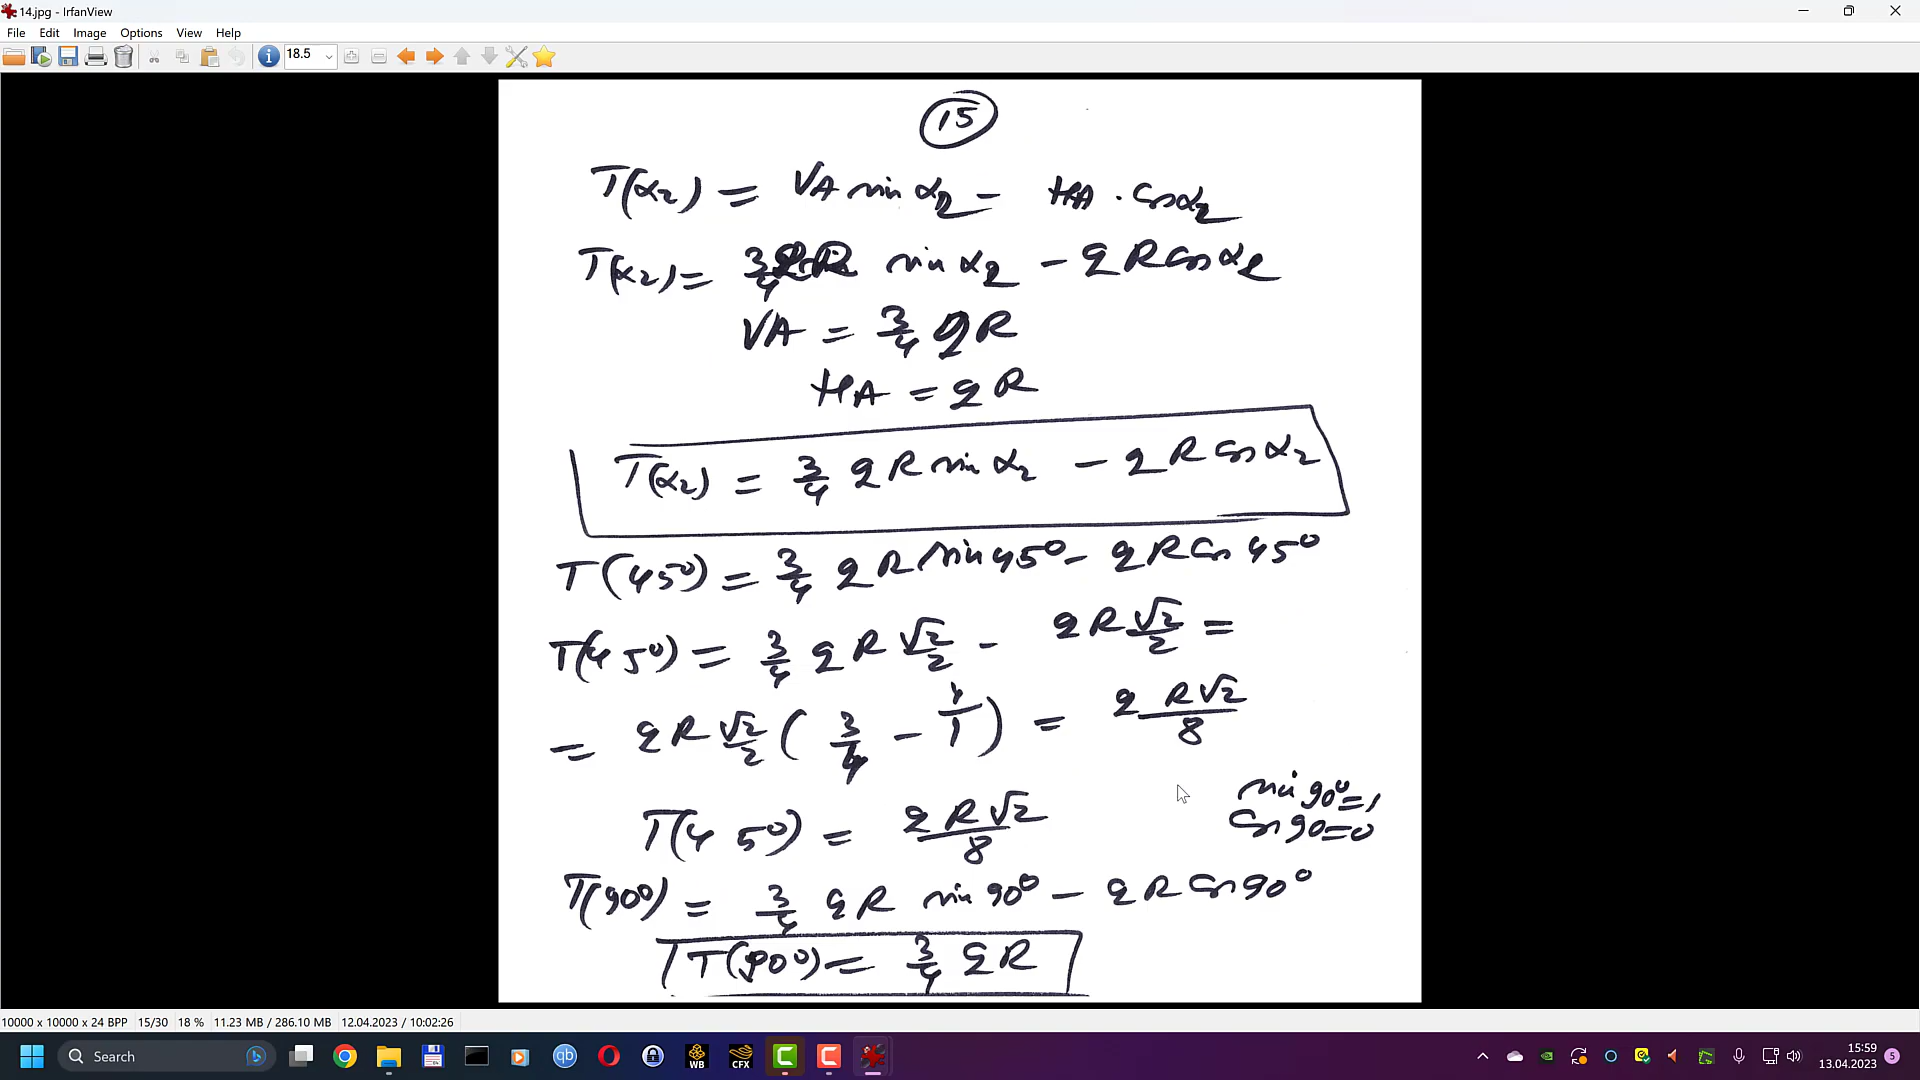 14.jpg - IrfanView
File Edit Image Options View Help
18.5
15
T(α2) = VA sin α2 - HA · cos α2
T(α2) = 3/4 qR sin α2 - qR cos α2
VA = 3/4 qR
HA = qR
T(α2) = 3/4 qR sin α2 - qR cos α2
T(45°) = 3/4 qR sin 45° - qR cos 45°
T(45°) = 3/4 qR √2/2 - qR √2/2 =
= qR √2/2 (3/4 - 1/1) = qR√2/8
sin 90° = 1
cos 90 = 0
T(45°) = qR√2/8
T(90°) = 3/4 qR sin 90° - qR cos 90°
T(90°) = 3/4 qR
10000 x 10000 x 24 BPP 15/30 18 % 11.23 MB / 286.10 MB 12.04.2023 / 10:02:26
Search
qb
WB
CFX
15:59
13.04.2023
5